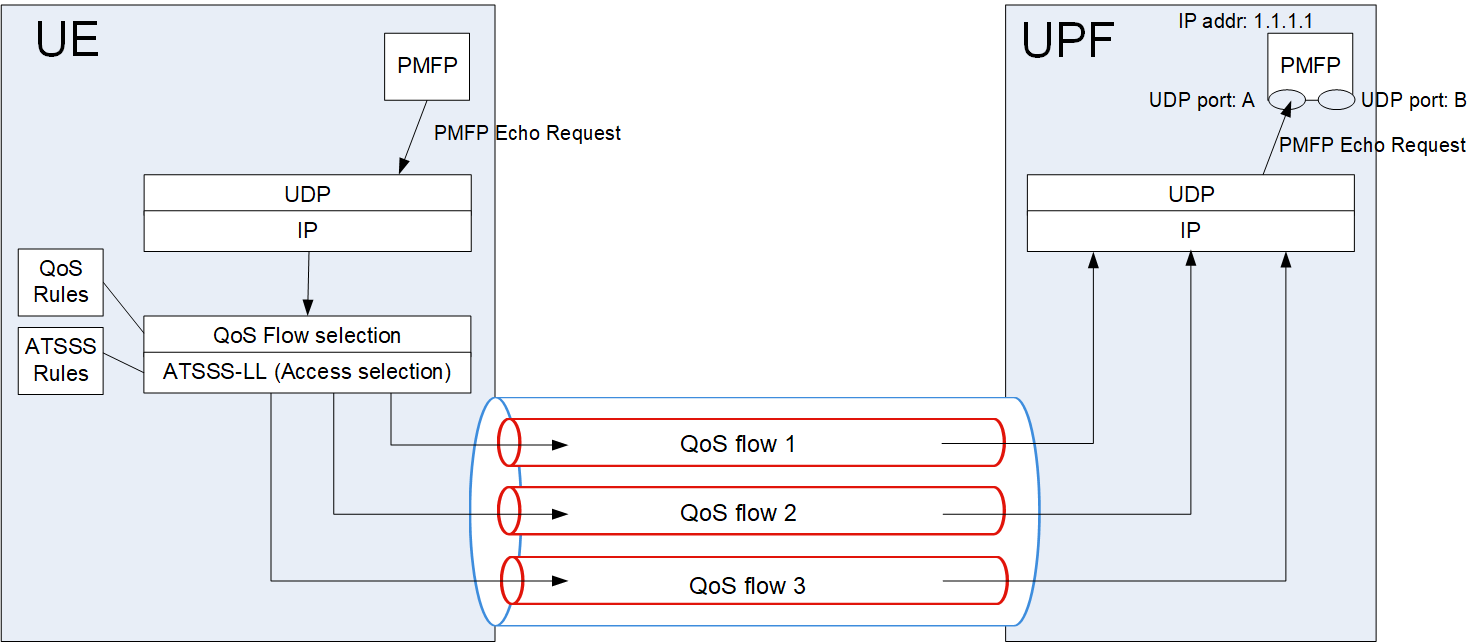 UE
PMFP
PMFP Echo Request
UDP
IP
QoS
Rules
ATSSS
Rules
QoS Flow selection
ATSSS-LL (Access selection)
QoS flow 1
QoS flow 2
QoS flow 3
UPF
IP addr: 1.1.1.1
PMFP
UDP port: A
UDP port: B
PMFP Echo Request
UDP
IP